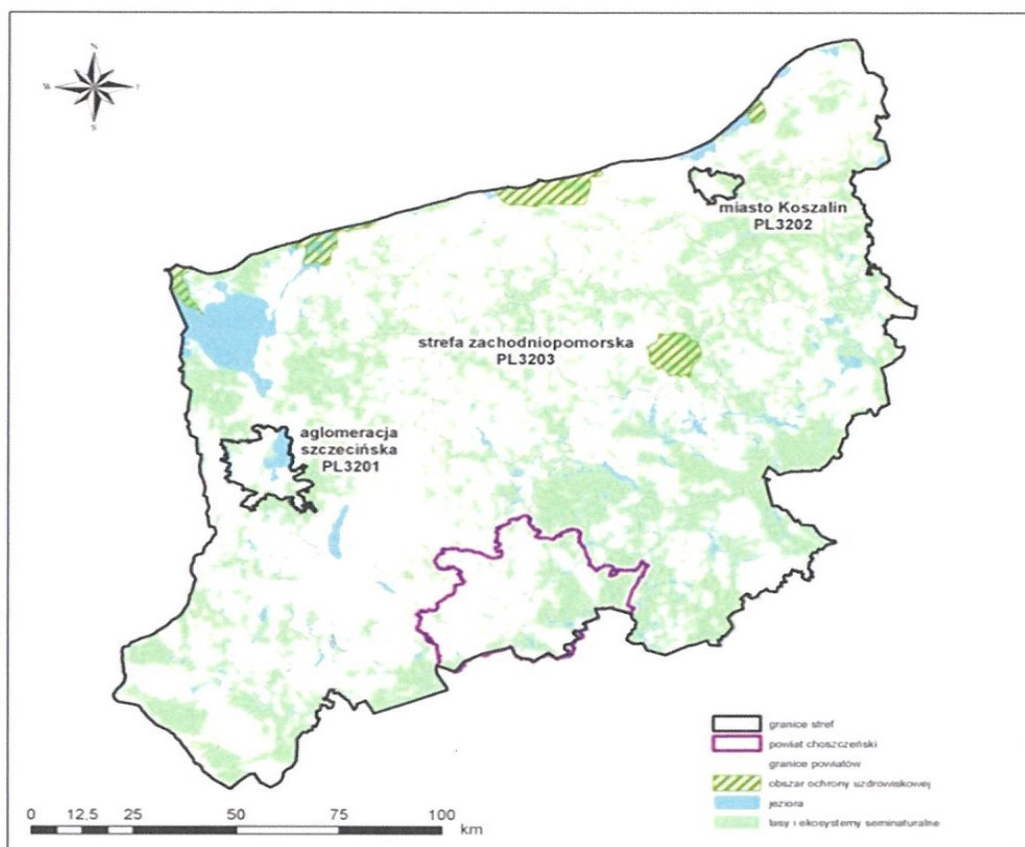 N
W
S
miasto Koszalin
PL3202
strefa zachodniopomorska
PL3203
aglomeracja
szczecińska
PL3201
granice stref
powiat choszczeński
granice powiatów
obszar ochrony uzdrowiskowej
jeziora
lasy i ekosystemy seminaturalne
0 12,5 25 50 75 100
km